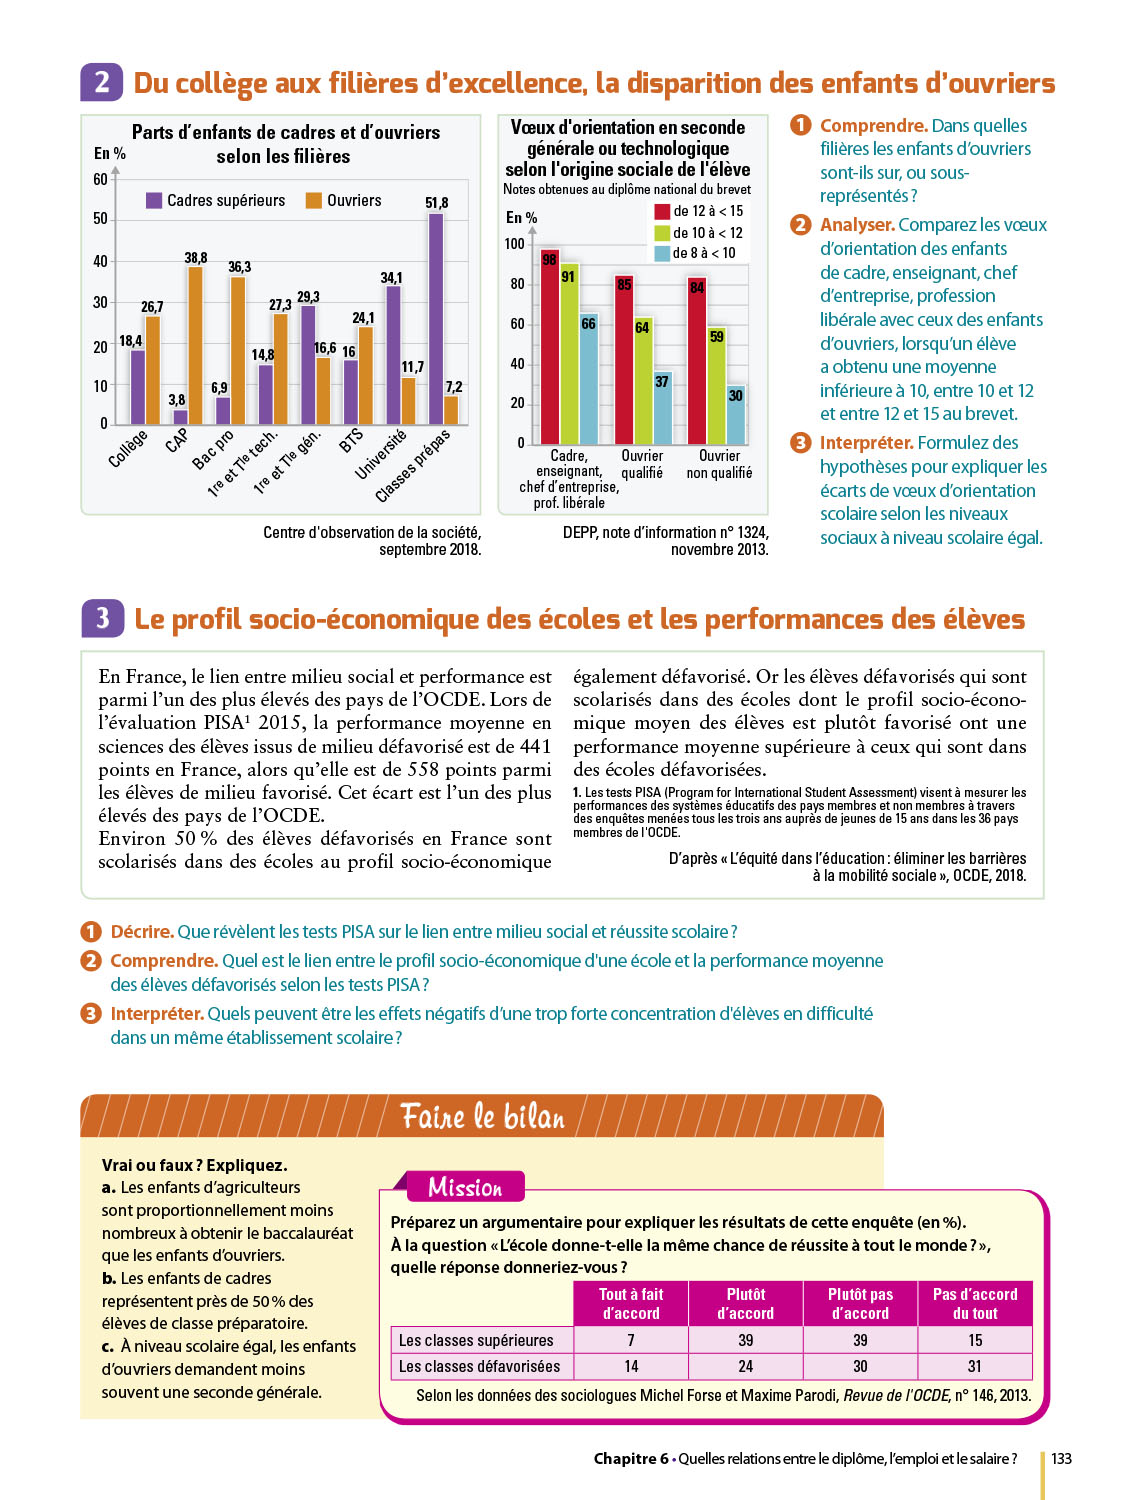 2 Du collège aux filières d'excellence, la disparition des enfants d'ouvriers
Parts d'enfants de cadres et d'ouvriers
selon les filières
En %
60
50
40
30
20
10
0
Cadres supérieurs
Ouvriers
18,4
26,7
3,8
38,8
6,9
36,3
14,8
27,3
29,3
16,6
16
24,1
34,1
11,7
51,8
7,2
Collège
CAP
Bac pro
1re et Tle tech.
1re et Tle gén.
BTS
Université
Classes prépas
Centre d'observation de la société,
septembre 2018.
Vœux d'orientation en seconde
générale ou technologique
selon l'origine sociale de l'élève
Notes obtenues au diplôme national du brevet
En %
de 12 à < 15
de 10 à < 12
de 8 à < 10
100
80
60
40
20
0
98
91
66
85
64
37
84
59
30
Cadre,
enseignant,
chef d'entreprise,
prof. libérale
Ouvrier
qualifié
Ouvrier
non qualifié
DEPP, note d'information n° 1324,
novembre 2013.
1 Comprendre. Dans quelles
filières les enfants d'ouvriers
sont-ils sur, ou sous-
représentés ?
2 Analyser. Comparez les vœux
d'orientation des enfants
de cadre, enseignant, chef
d'entreprise, profession
libérale avec ceux des enfants
d'ouvriers, lorsqu'un élève
a obtenu une moyenne
inférieure à 10, entre 10 et 12
et entre 12 et 15 au brevet.
3 Interpréter. Formulez des
hypothèses pour expliquer les
écarts de vœux d'orientation
scolaire selon les niveaux
sociaux à niveau scolaire égal.
3 Le profil socio-économique des écoles et les performances des élèves
En France, le lien entre milieu social et performance est
parmi l'un des plus élevés des pays de l'OCDE. Lors de
l'évaluation PISA¹ 2015, la performance moyenne en
sciences des élèves issus de milieu défavorisé est de 441
points en France, alors qu'elle est de 558 points parmi
les élèves de milieu favorisé. Cet écart est l'un des plus
élevés des pays de l'OCDE.
Environ 50 % des élèves défavorisés en France sont
scolarisés dans des écoles au profil socio-économique
également défavorisé. Or les élèves défavorisés qui sont
scolarisés dans des écoles dont le profil socio-écono-
mique moyen des élèves est plutôt favorisé ont une
performance moyenne supérieure à ceux qui sont dans
des écoles défavorisées.
1. Les tests PISA (Program for International Student Assessment) visent à mesurer les
performances des systèmes éducatifs des pays membres et non membres à travers
des enquêtes menées tous les trois ans auprès de jeunes de 15 ans dans les 36 pays
membres de l'OCDE.
D'après « L'équité dans l'éducation : éliminer les barrières
à la mobilité sociale », OCDE, 2018.
1 Décrire. Que révèlent les tests PISA sur le lien entre milieu social et réussite scolaire ?
2 Comprendre. Quel est le lien entre le profil socio-économique d'une école et la performance moyenne
des élèves défavorisés selon les tests PISA ?
3 Interpréter. Quels peuvent être les effets négatifs d'une trop forte concentration d'élèves en difficulté
dans un même établissement scolaire ?
Faire le bilan
Vrai ou faux ? Expliquez.
a. Les enfants d'agriculteurs
sont proportionnellement moins
nombreux à obtenir le baccalauréat
que les enfants d'ouvriers.
b. Les enfants de cadres
représentent près de 50 % des
élèves de classe préparatoire.
c. À niveau scolaire égal, les enfants
d'ouvriers demandent moins
souvent une seconde générale.
Mission
Préparez un argumentaire pour expliquer les résultats de cette enquête (en %).
À la question « L'école donne-t-elle la même chance de réussite à tout le monde ? »,
quelle réponse donneriez-vous ?
Tout à fait
d'accord
Plutôt
d'accord
Plutôt pas
d'accord
Pas d'accord
du tout
Les classes supérieures 7 39 39 15
Les classes défavorisées 14 24 30 31
Selon les données des sociologues Michel Forse et Maxime Parodi, Revue de l'OCDE, n° 146, 2013.
Chapitre 6 • Quelles relations entre le diplôme, l'emploi et le salaire ? 133